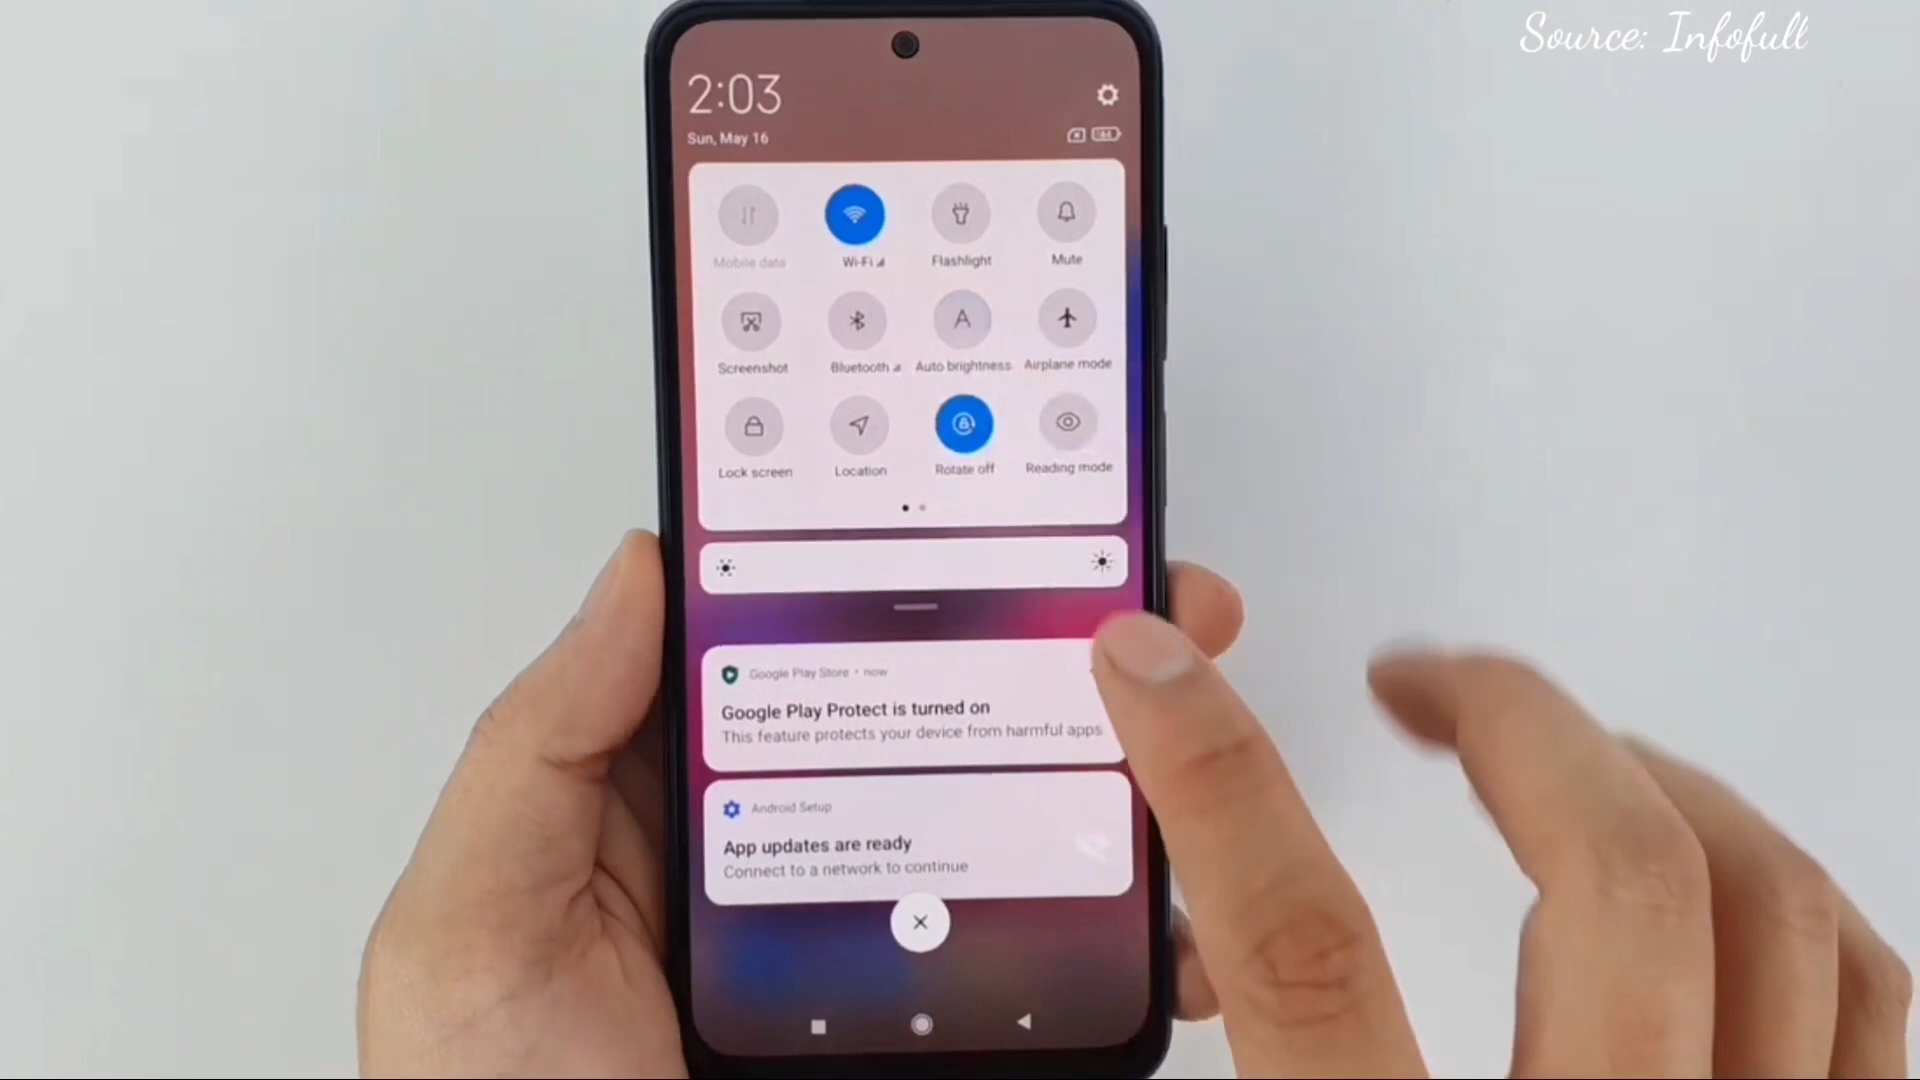 Source: Infofull
2:03
Sun, May 16
Mobile data
Wi-Fi
Flashlight
Mute
Screenshot
Bluetooth
A
Auto brightness
Airplane mode
Lock screen
Location
Rotate off
Reading mode
Google Play Store • now
Google Play Protect is turned on
This feature protects your device from harmful apps
Android Setup
App updates are ready
Connect to a network to continue